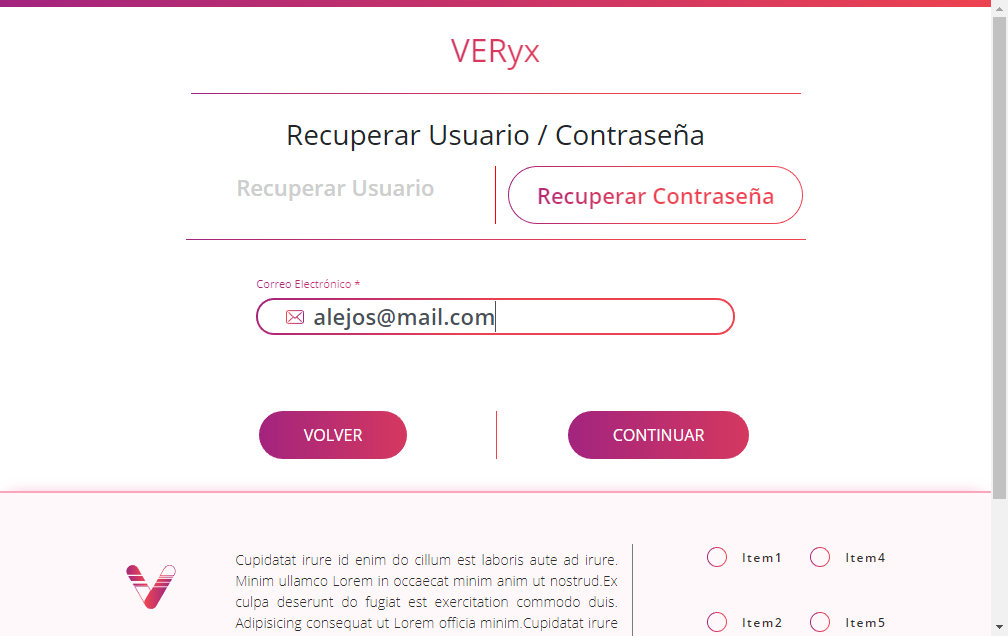 VERyx
Recuperar Usuario / Contraseña
Recuperar Usuario
Recuperar Contraseña
Correo Electrónico *
alejos@mail.com
VOLVER
CONTINUAR
Cupidatat irure id enim do cillum est laboris aute ad irure.
Minim ullamco Lorem in occaecat minim anim ut nostrud.Ex
culpa deserunt do fugiat est exercitation commodo duis.
Adipisicing consequat ut Lorem officia minim.Cupidatat irure
Item1
Item4
Item2
Item5